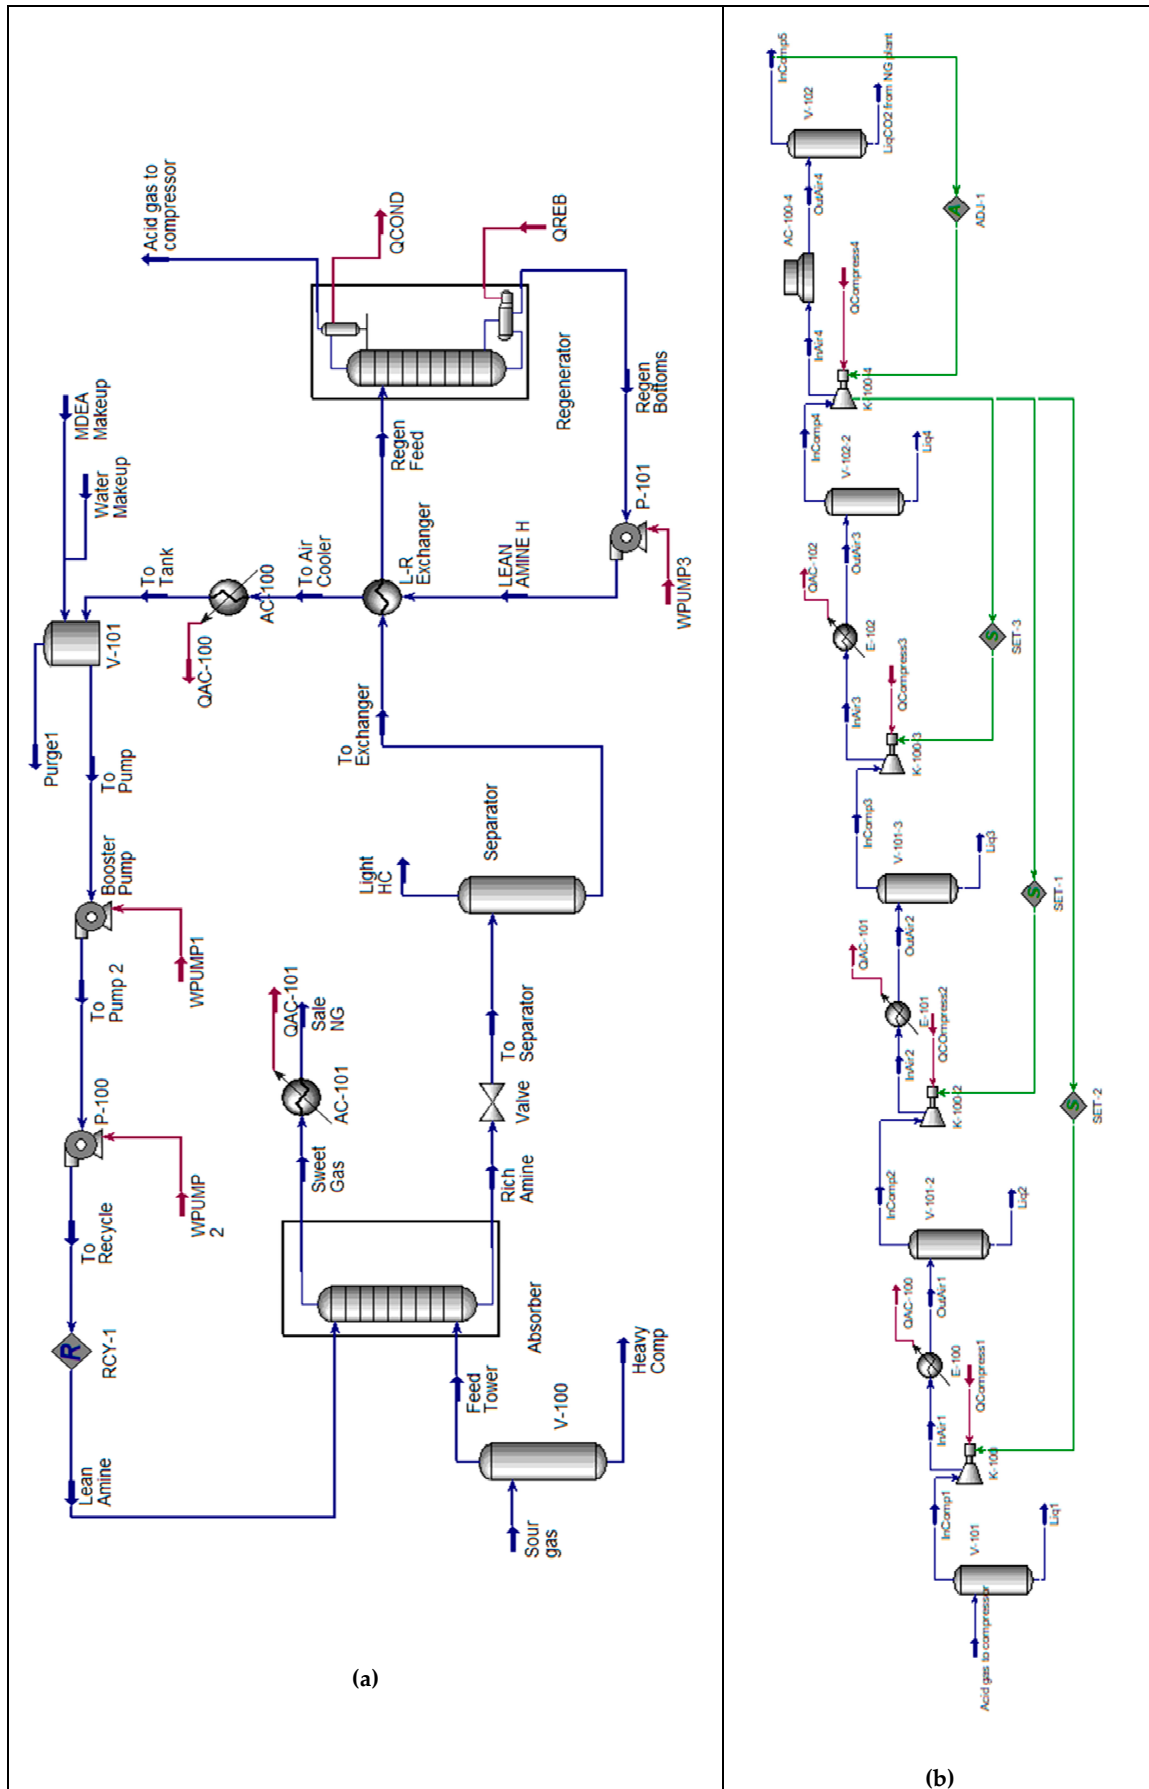 Acid gas to
compressor
QCOND
QREB
Regenerator
Regen
Bottoms
MDEA
Makeup
Water
Makeup
To
Tank
To Air
Cooler
L-R
Exchanger
Regen
Feed
LEAN
AMINE H
P-101
WPUMP3
AC-100
QAC-100
V-101
Purge1
To
Pump
To
Exchanger
Booster
Pump
WPUMP1
To
Pump 2
Light
HC
Separator
To
Separator
QAC-101
Sale
NG
AC-101
Valve
P-100
WPUMP
2
Sweet
Gas
Rich
Amine
To
Recycle
R
RCY-1
Absorber
Lean
Amine
Feed
Tower
Heavy
Comp
V-100
Sour
gas
(a)
InComp5
V-102
LiqCO2 from NG plant
OutAir4
AC-100-4
A
ADJ-1
QCompress4
InAir4
K-100-4
InComp4
V-102-2
Liq4
OutAir3
QAC-102
E-102
S
SET-3
QCompress3
InAir3
K-100-3
InComp3
V-101-3
Liq3
OutAir2
S
SET-1
QAC-101
E-101
QCOmpress2
InAir2
K-100-2
S
SET-2
InComp2
V-101-2
Liq2
OutAir1
QAC-100
E-100
QCompress1
InAir1
K-100
InComp1
V-101
Liq1
Acid gas to compressor
(b)